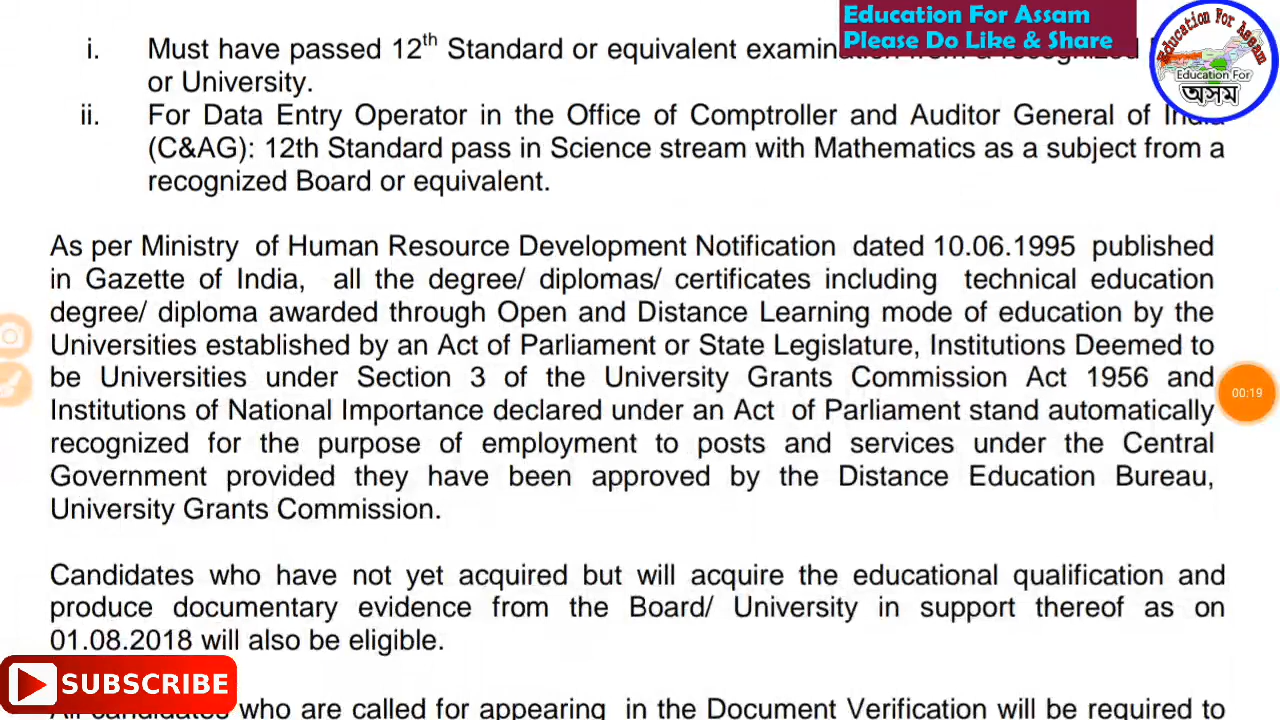 Education For Assam
Please Do Like & Share
Education For Assam
Education For
অসম
i. Must have passed 12th Standard or equivalent examination from a recognized
or University.
ii. For Data Entry Operator in the Office of Comptroller and Auditor General of India
(C&AG): 12th Standard pass in Science stream with Mathematics as a subject from a
recognized Board or equivalent.
As per Ministry of Human Resource Development Notification dated 10.06.1995 published
in Gazette of India, all the degree/ diplomas/ certificates including technical education
degree/ diploma awarded through Open and Distance Learning mode of education by the
Universities established by an Act of Parliament or State Legislature, Institutions Deemed to
be Universities under Section 3 of the University Grants Commission Act 1956 and
Institutions of National Importance declared under an Act of Parliament stand automatically
recognized for the purpose of employment to posts and services under the Central
Government provided they have been approved by the Distance Education Bureau,
University Grants Commission.
00:19
Candidates who have not yet acquired but will acquire the educational qualification and
produce documentary evidence from the Board/ University in support thereof as on
01.08.2018 will also be eligible.
SUBSCRIBE
All candidates who are called for appearing in the Document Verification will be required to